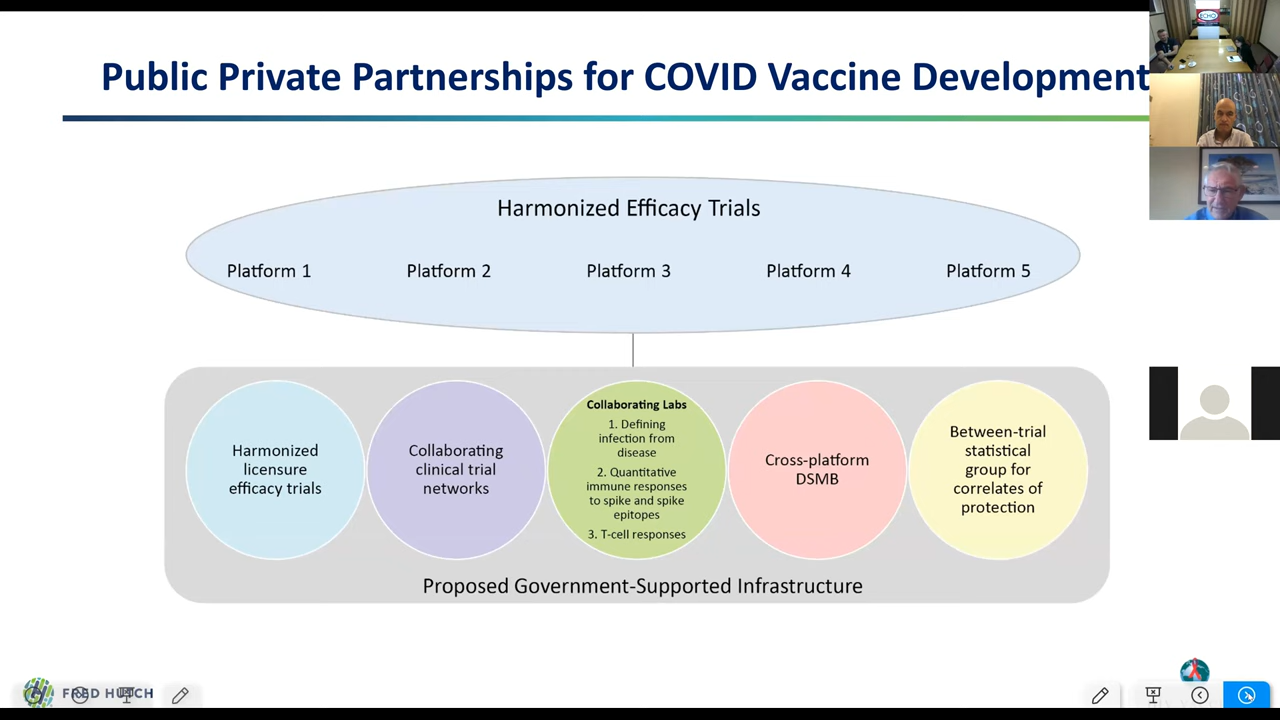 Public Private Partnerships for COVID Vaccine Development
Harmonized Efficacy Trials
Platform 1
Platform 2
Platform 3
Platform 4
Platform 5
Harmonized
licensure
efficacy trials
Collaborating
clinical trial
networks
Collaborating Labs
1. Defining
infection from
disease
2. Quantitative
immune responses
to spike and spike
epitopes
3. T-cell responses
Cross-platform
DSMB
Between-trial
statistical
group for
correlates of
protection
Proposed Government-Supported Infrastructure
FRED HUTCH
ECHO